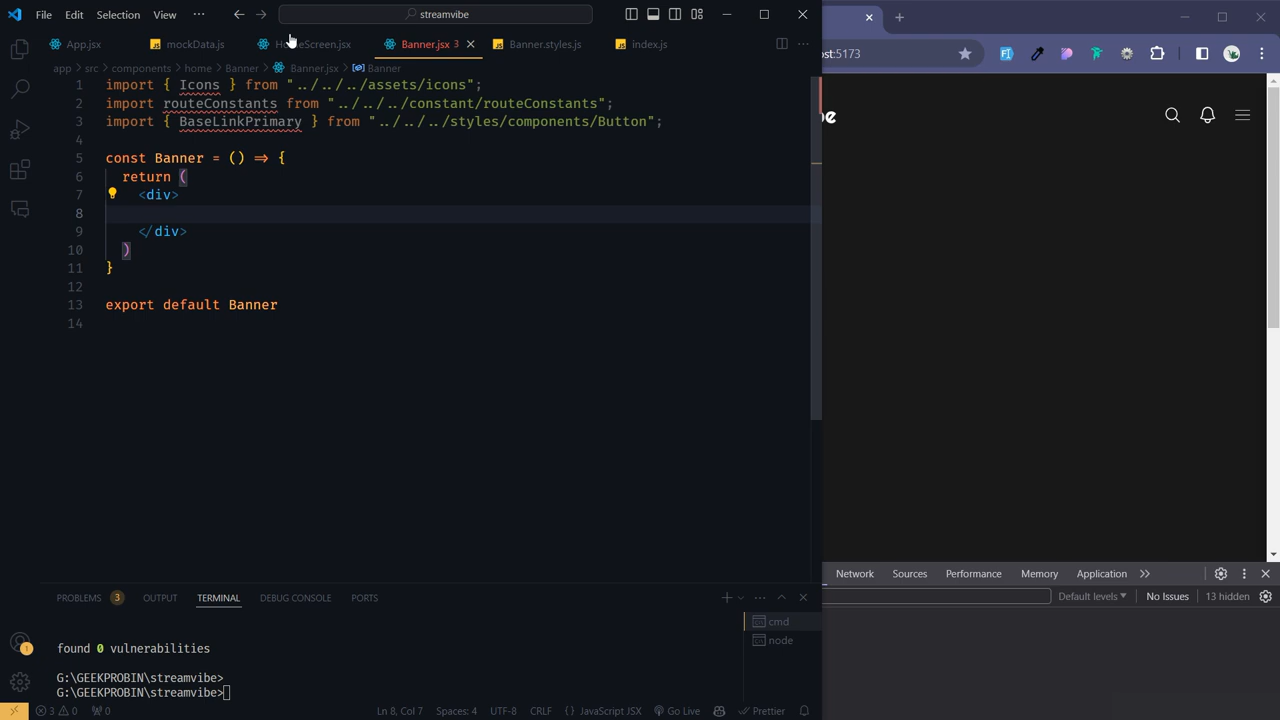 File Edit Selection View ··· streamvibe
App.jsx mockData.js HomeScreen.jsx Banner.jsx 3 Banner.styles.js index.js
app > src > components > home > Banner > Banner.jsx > Banner
1 import { Icons } from "../../../assets/icons";
2 import routeConstants from "../../../constant/routeConstants";
3 import { BaseLinkPrimary } from "../../../styles/components/Button";
4
5 const Banner = () => {
6 return (
7 <div>
8
9 </div>
10 )
11 }
12
13 export default Banner
14
PROBLEMS 3 OUTPUT TERMINAL DEBUG CONSOLE PORTS
found 0 vulnerabilities
G:\GEEKPROBIN\streamvibe>
G:\GEEKPROBIN\streamvibe>
cmd
node
3 0 0 Ln 8, Col 7 Spaces: 4 UTF-8 CRLF {} JavaScript JSX Go Live Prettier
ost:5173
be
Network Sources Performance Memory Application
Default levels No Issues 13 hidden